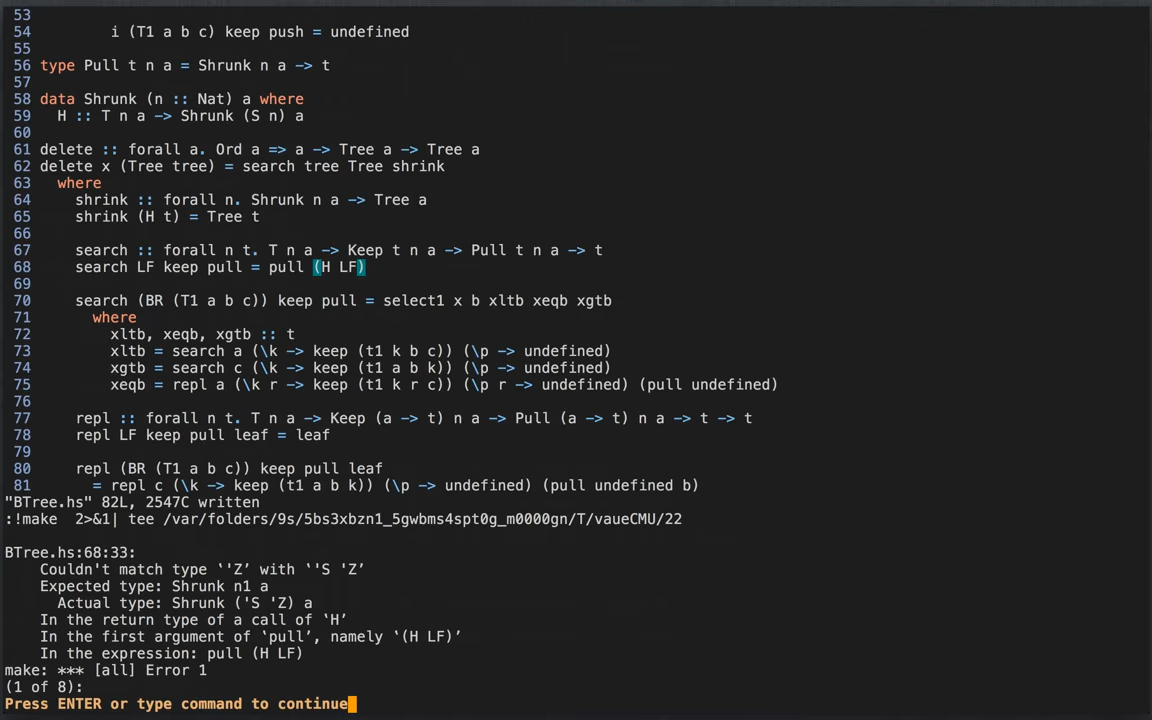 53
54         i (T1 a b c) keep push = undefined
55
56 type Pull t n a = Shrunk n a -> t
57
58 data Shrunk (n :: Nat) a where
59   H :: T n a -> Shrunk (S n) a
60
61 delete :: forall a. Ord a => a -> Tree a -> Tree a
62 delete x (Tree tree) = search tree Tree shrink
63   where
64     shrink :: forall n. Shrunk n a -> Tree a
65     shrink (H t) = Tree t
66
67     search :: forall n t. T n a -> Keep t n a -> Pull t n a -> t
68     search LF keep pull = pull (H LF)
69
70     search (BR (T1 a b c)) keep pull = select1 x b xltb xeqb xgtb
71       where
72         xltb, xeqb, xgtb :: t
73         xltb = search a (\k -> keep (t1 k b c)) (\p -> undefined)
74         xgtb = search c (\k -> keep (t1 a b k)) (\p -> undefined)
75         xeqb = repl a (\k r -> keep (t1 k r c)) (\p r -> undefined) (pull undefined)
76
77     repl :: forall n t. T n a -> Keep (a -> t) n a -> Pull (a -> t) n a -> t -> t
78     repl LF keep pull leaf = leaf
79
80     repl (BR (T1 a b c)) keep pull leaf
81       = repl c (\k -> keep (t1 a b k)) (\p -> undefined) (pull undefined b)
"BTree.hs" 82L, 2547C written
:!make  2>&1| tee /var/folders/9s/5bs3xbzn1_5gwbms4spt0g_m0000gn/T/vaueCMU/22

BTree.hs:68:33:
    Couldn't match type ‘'Z’ with ‘'S 'Z’
    Expected type: Shrunk n1 a
      Actual type: Shrunk ('S 'Z) a
    In the return type of a call of ‘H’
    In the first argument of ‘pull’, namely ‘(H LF)’
    In the expression: pull (H LF)
make: *** [all] Error 1
(1 of 8):
Press ENTER or type command to continue